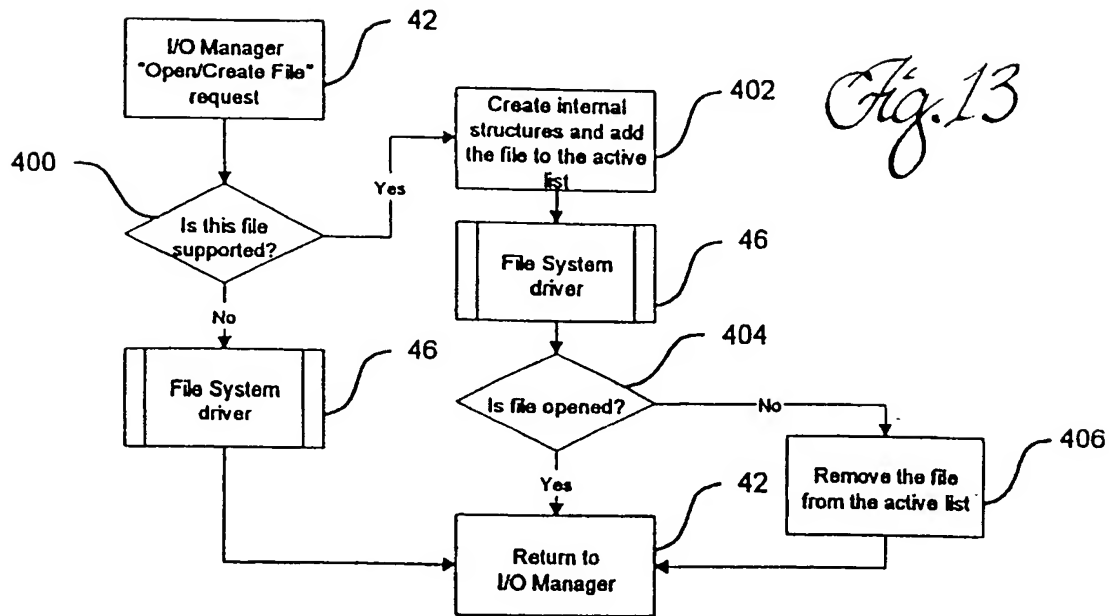 I/O Manager
"Open/Create File"
request
42
Fig. 13
Create internal
structures and add
the file to the active
list
402
400
Is this file
supported?
Yes
No
File System
driver
46
File System
driver
46
404
Is file opened?
No
Yes
Remove the file
from the active list
406
Return to
I/O Manager
42